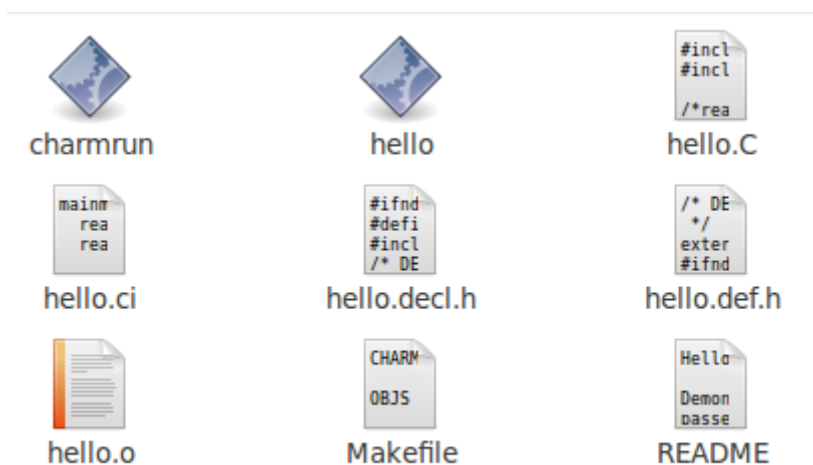 charmrun
hello
#incl
#incl
/*rea
hello.C
mainm
rea
rea
hello.ci
#ifnd
#defi
#incl
/* DE
hello.decl.h
/* DE
*/
exter
#ifnd
hello.def.h
hello.o
CHARM
OBJS
Makefile
Hello
Demon
passe
README